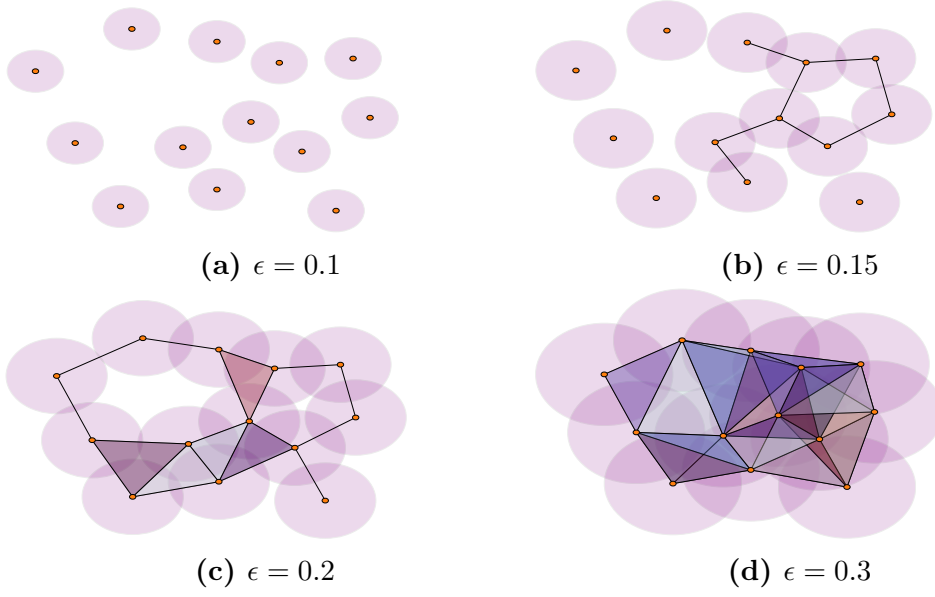 (a) ϵ = 0.1
(b) ϵ = 0.15
(c) ϵ = 0.2
(d) ϵ = 0.3